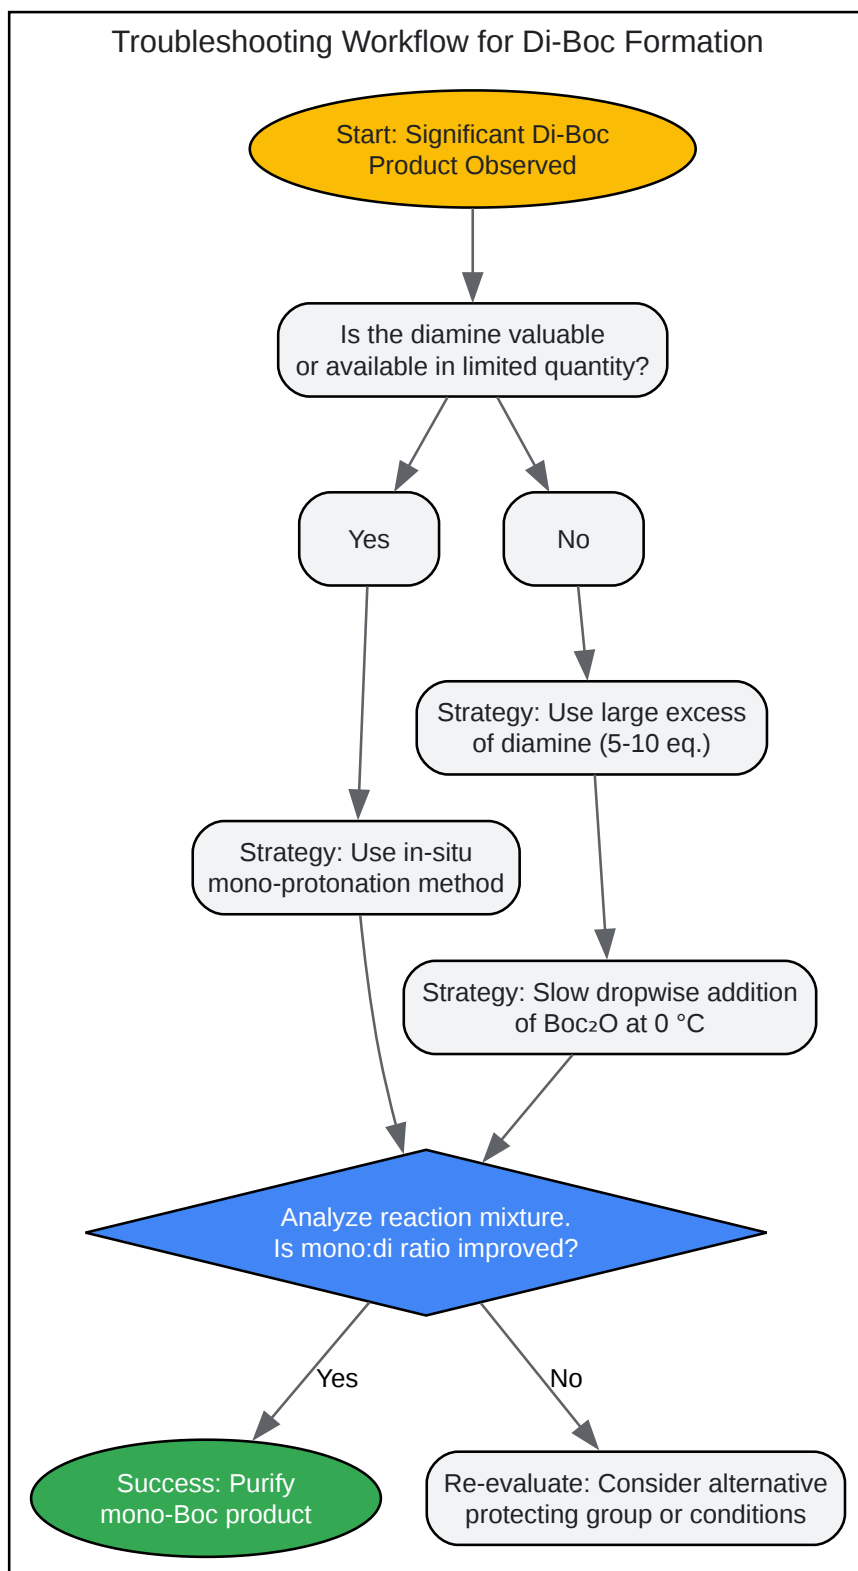 Troubleshooting Workflow for Di-Boc Formation
Start: Significant Di-Boc
Product Observed
Is the diamine valuable
or available in limited quantity?
Yes
No
Strategy: Use large excess
of diamine (5-10 eq.)
Strategy: Use in-situ
mono-protonation method
Strategy: Slow dropwise addition
of Boc₂O at 0 °C
Analyze reaction mixture.
Is mono:di ratio improved?
Yes
No
Success: Purify
mono-Boc product
Re-evaluate: Consider alternative
protecting group or conditions